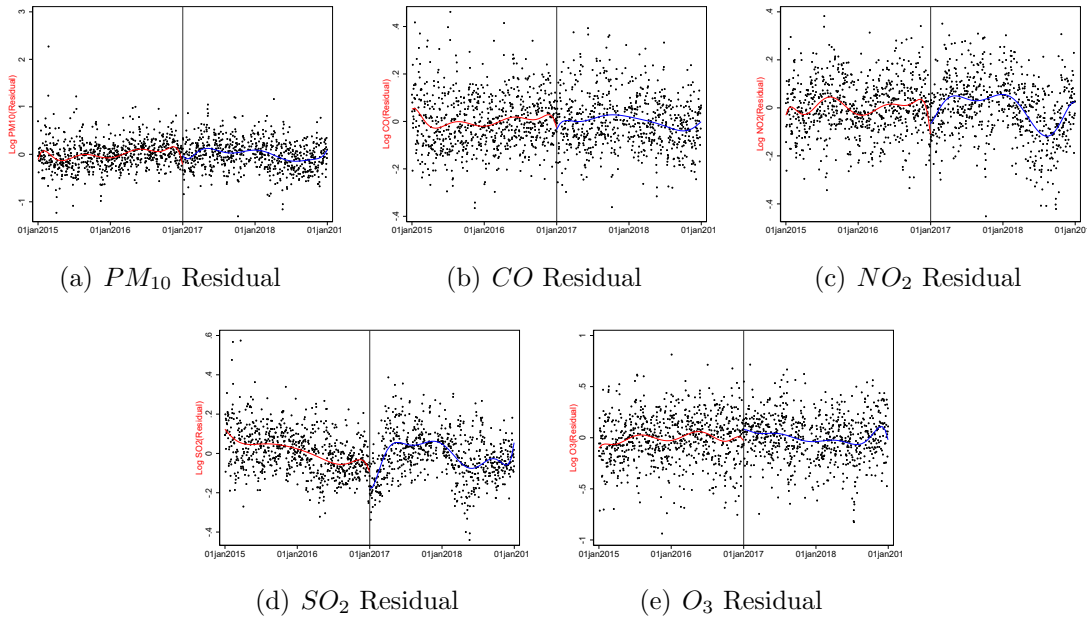 3
2
1
0
-1
Log PM10(Residual)
01jan2015 01jan2016 01jan2017 01jan2018 01jan201
.4
.2
0
-.2
-.4
Log CO(Residual)
01jan2015 01jan2016 01jan2017 01jan2018 01jan201
.4
.2
0
-.2
-.4
Log NO2(Residual)
01jan2015 01jan2016 01jan2017 01jan2018 01jan201
(a) PM10 Residual
(b) CO Residual
(c) NO2 Residual
.6
.4
.2
0
-.2
-.4
Log SO2(Residual)
01jan2015 01jan2016 01jan2017 01jan2018 01jan201
1
.5
0
-.5
-1
Log O3(Residual)
01jan2015 01jan2016 01jan2017 01jan2018 01jan201
(d) SO2 Residual
(e) O3 Residual